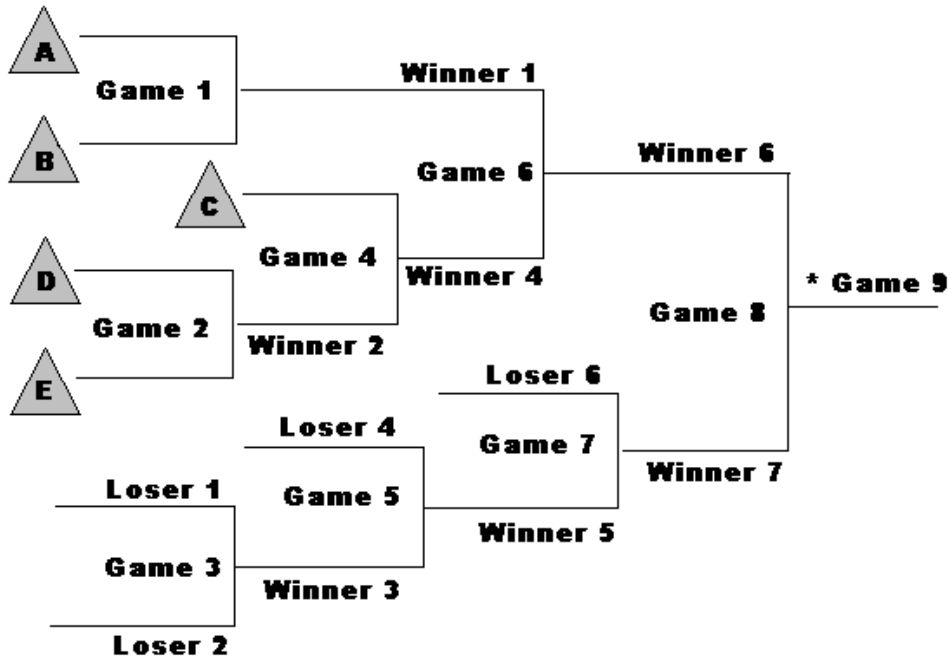 A
Game 1
Winner 1
B
Game 6
Winner 6
C
Game 4
Winner 4
D
Game 2
Winner 2
* Game 9
Game 8
E
Loser 6
Loser 4
Game 7
Winner 7
Loser 1
Game 5
Winner 5
Game 3
Winner 3
Loser 2